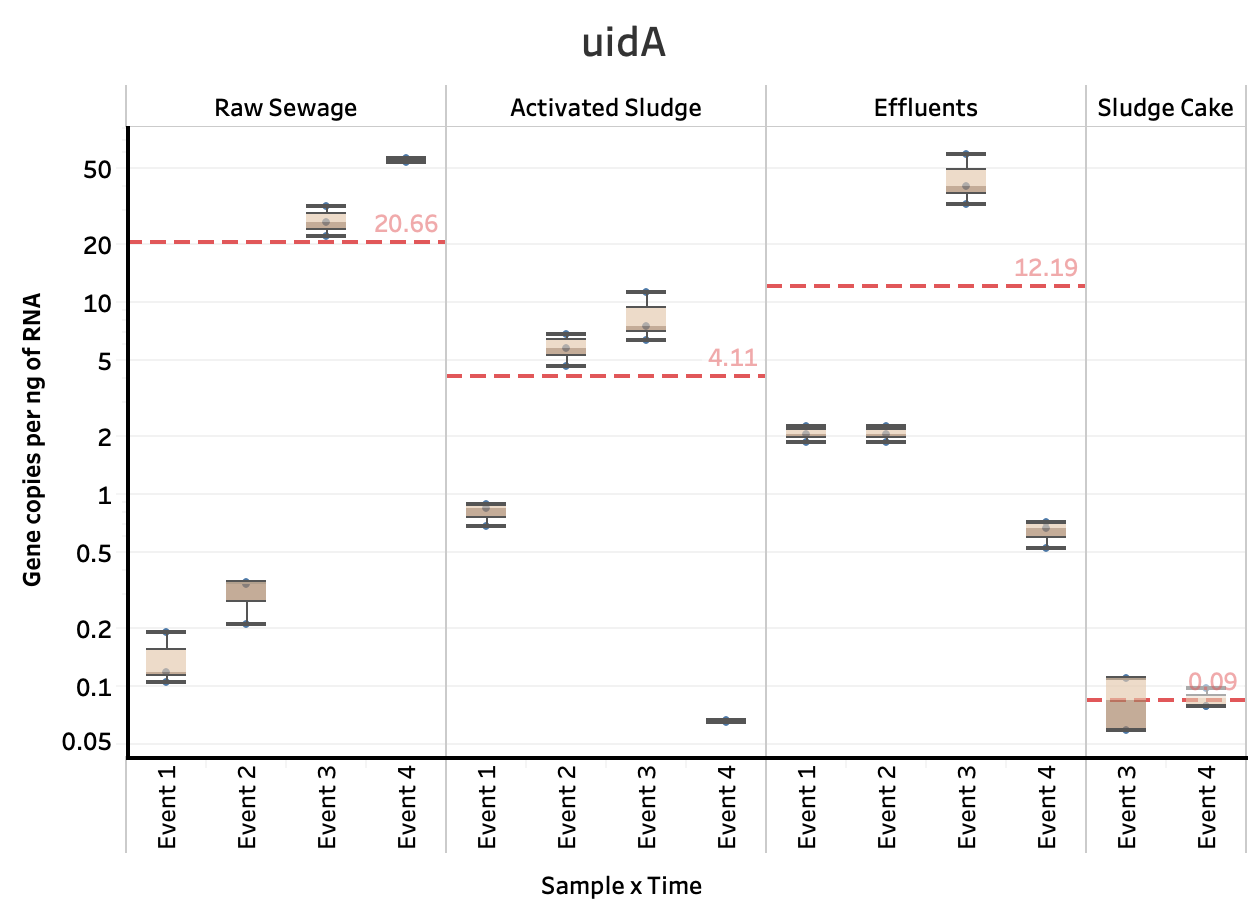 uidA
Raw Sewage
Activated Sludge
Effluents
Sludge Cake
Gene copies per ng of RNA
50
20
10
5
2
1
0.5
0.2
0.1
0.05
20.66
4.11
12.19
0.09
Event 1
Event 2
Event 3
Event 4
Event 1
Event 2
Event 3
Event 4
Event 1
Event 2
Event 3
Event 4
Event 3
Event 4
Sample x Time